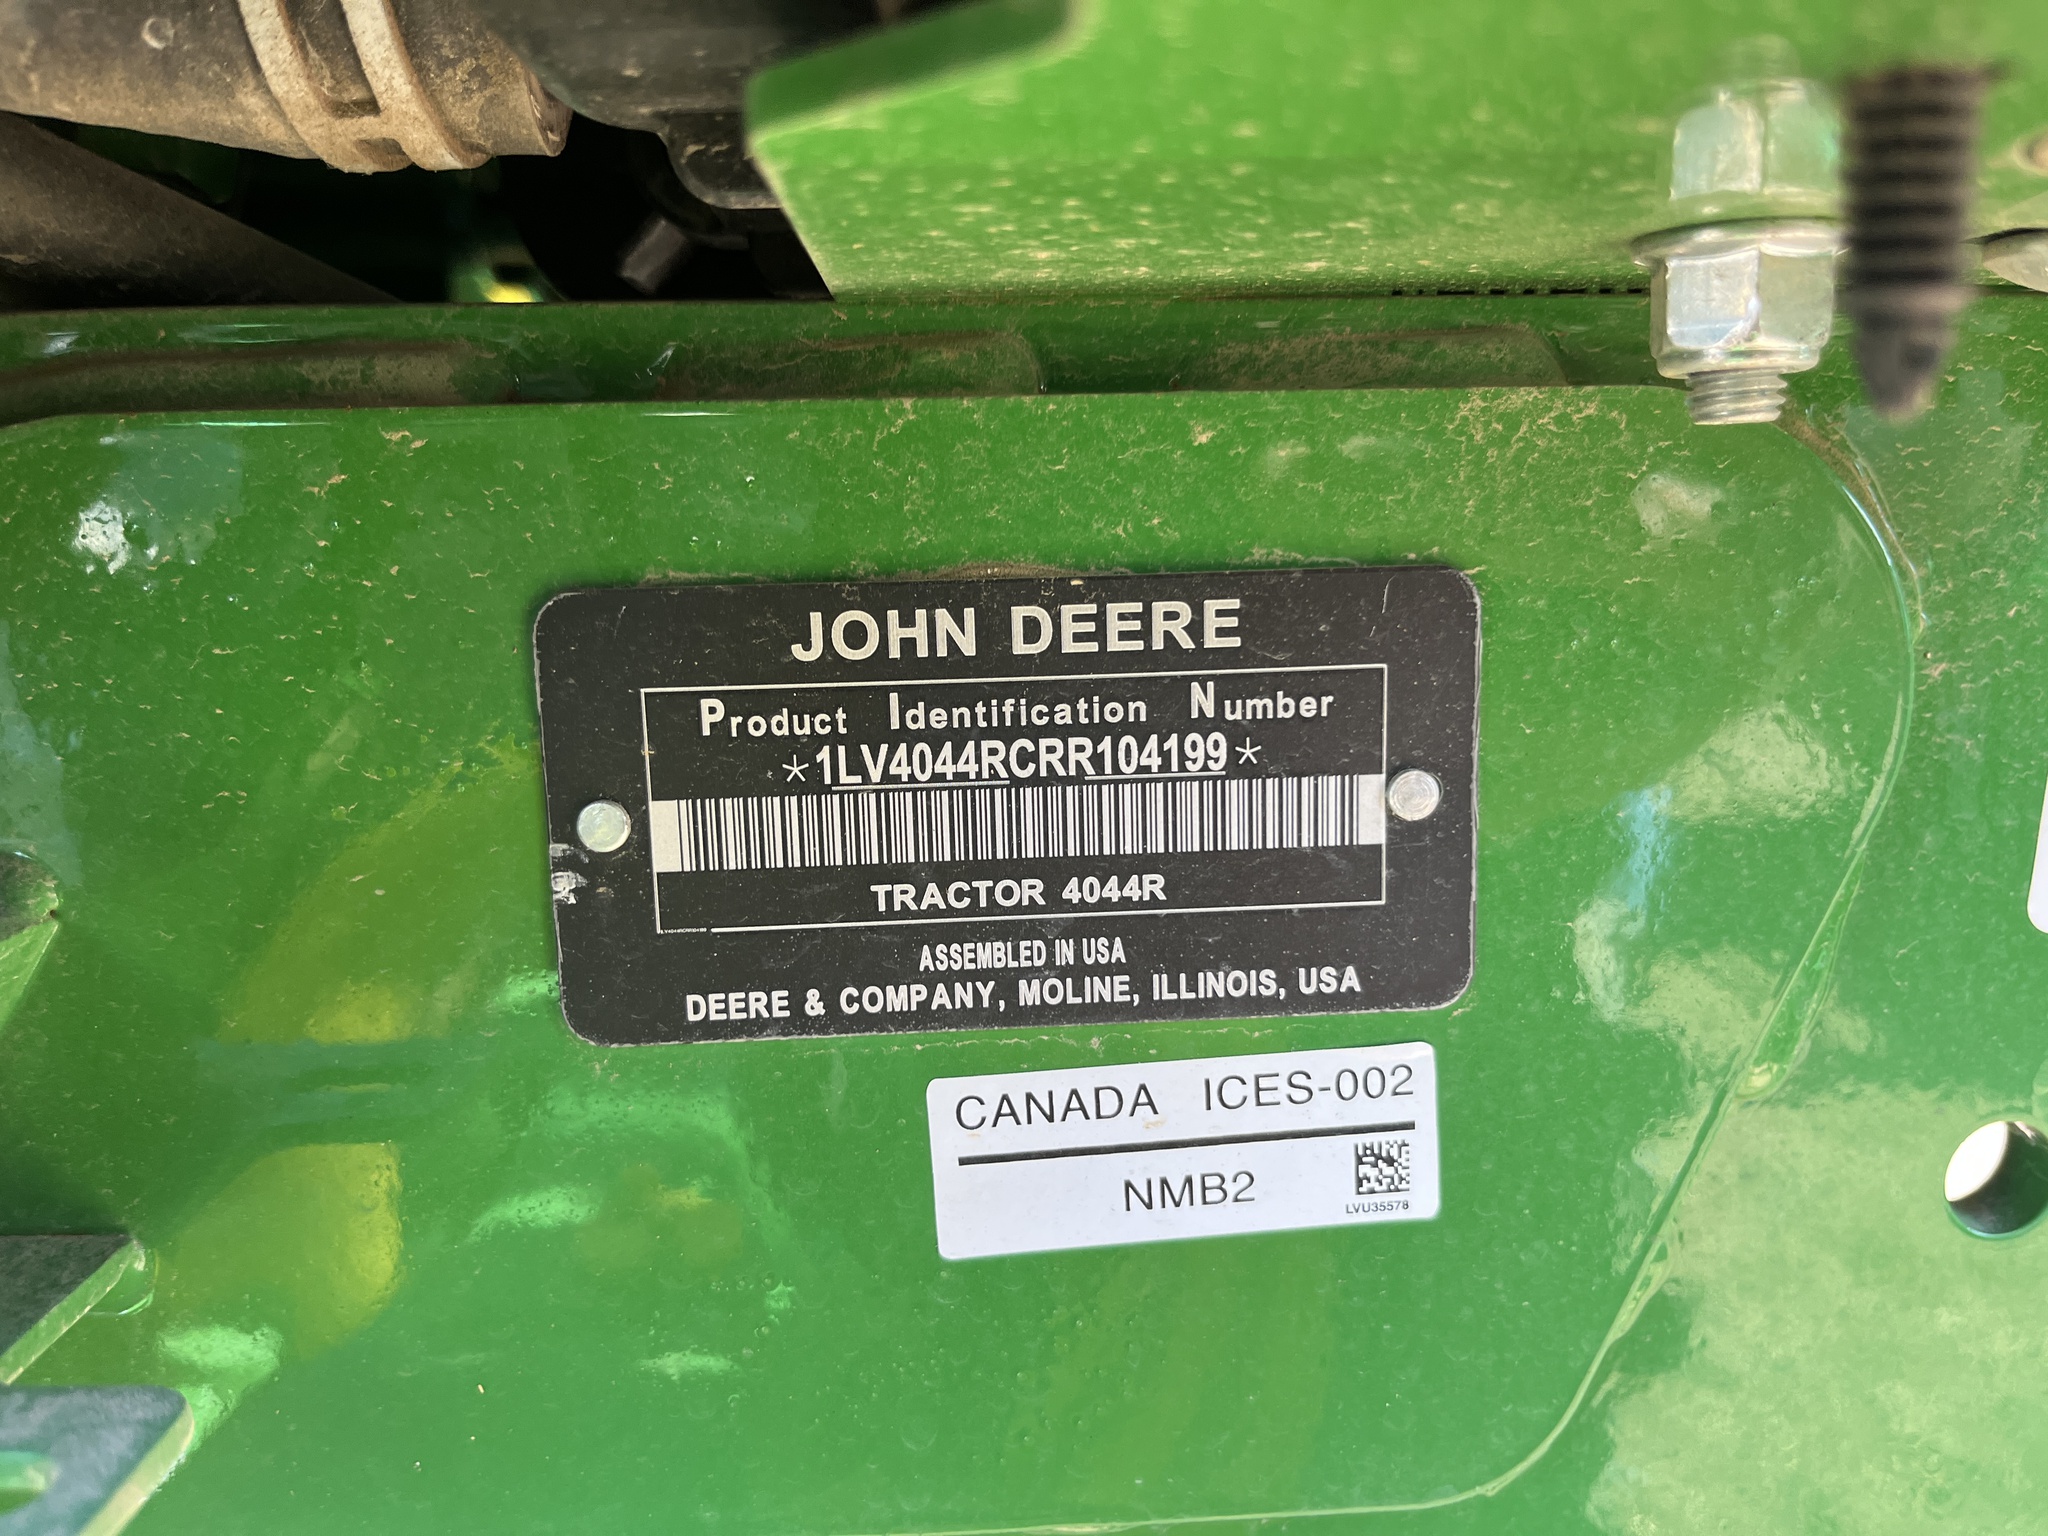 JOHN DEERE
Product Identification Number
*1LV4044RCRR104199*
TRACTOR 4044R
1LV4044RCRR104199
ASSEMBLED IN USA
DEERE & COMPANY, MOLINE, ILLINOIS, USA
CANADA ICES-002
NMB2
LVU35578